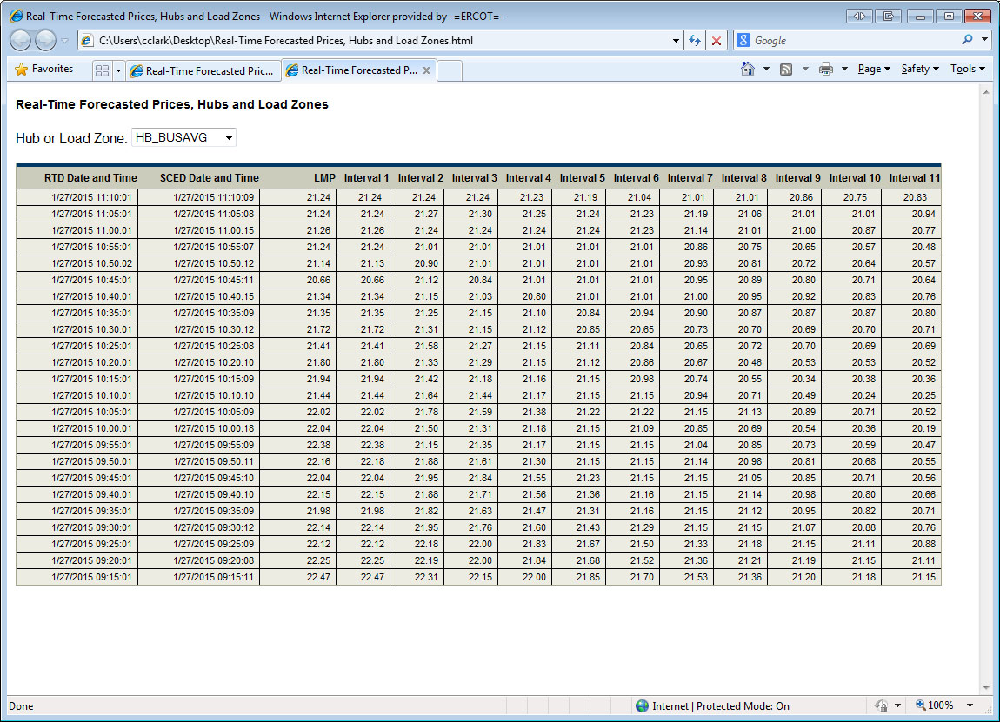 Real-Time Forecasted Prices, Hubs and Load Zones - Windows Internet Explorer provided by -=ERCOT=-
C:\Users\cclark\Desktop\Real-Time Forecasted Prices, Hubs and Load Zones.html Google
Favorites Real-Time Forecasted Pric... Real-Time Forecasted P... Page Safety Tools
Real-Time Forecasted Prices, Hubs and Load Zones
Hub or Load Zone: HB_BUSAVG
RTD Date and Time SCED Date and Time LMP Interval 1 Interval 2 Interval 3 Interval 4 Interval 5 Interval 6 Interval 7 Interval 8 Interval 9 Interval 10 Interval 11
1/27/2015 11:10:01 1/27/2015 11:10:09 21.24 21.24 21.24 21.24 21.23 21.19 21.04 21.01 21.01 20.86 20.75 20.83
1/27/2015 11:05:01 1/27/2015 11:05:08 21.24 21.24 21.27 21.30 21.25 21.24 21.23 21.19 21.06 21.01 21.01 20.94
1/27/2015 11:00:01 1/27/2015 11:00:15 21.26 21.26 21.24 21.24 21.24 21.24 21.23 21.14 21.01 21.00 20.87 20.77
1/27/2015 10:55:01 1/27/2015 10:55:07 21.24 21.24 21.01 21.01 21.01 21.01 21.01 20.86 20.75 20.65 20.57 20.48
1/27/2015 10:50:02 1/27/2015 10:50:12 21.14 21.13 20.90 21.01 21.01 21.01 21.01 20.93 20.81 20.72 20.64 20.57
1/27/2015 10:45:01 1/27/2015 10:45:11 20.66 20.66 21.12 20.84 21.01 21.01 21.01 20.95 20.89 20.80 20.71 20.64
1/27/2015 10:40:01 1/27/2015 10:40:15 21.34 21.34 21.15 21.03 20.80 21.01 21.01 21.00 20.95 20.92 20.83 20.76
1/27/2015 10:35:01 1/27/2015 10:35:09 21.35 21.35 21.25 21.15 21.10 20.84 20.94 20.90 20.87 20.87 20.87 20.80
1/27/2015 10:30:01 1/27/2015 10:30:12 21.72 21.72 21.31 21.15 21.12 20.85 20.65 20.73 20.70 20.69 20.70 20.71
1/27/2015 10:25:01 1/27/2015 10:25:08 21.41 21.41 21.58 21.27 21.15 21.11 20.84 20.65 20.72 20.70 20.69 20.69
1/27/2015 10:20:01 1/27/2015 10:20:10 21.80 21.80 21.33 21.29 21.15 21.12 20.86 20.67 20.46 20.53 20.53 20.52
1/27/2015 10:15:01 1/27/2015 10:15:09 21.94 21.94 21.42 21.18 21.16 21.15 20.98 20.74 20.55 20.34 20.38 20.36
1/27/2015 10:10:01 1/27/2015 10:10:10 21.44 21.44 21.64 21.44 21.17 21.15 21.15 20.94 20.71 20.49 20.24 20.25
1/27/2015 10:05:01 1/27/2015 10:05:09 22.02 22.02 21.78 21.59 21.38 21.22 21.22 21.15 21.13 20.89 20.71 20.52
1/27/2015 10:00:01 1/27/2015 10:00:18 22.04 22.04 21.50 21.31 21.18 21.15 21.09 20.85 20.69 20.54 20.36 20.19
1/27/2015 09:55:01 1/27/2015 09:55:09 22.38 22.38 21.15 21.35 21.17 21.15 21.15 21.04 20.85 20.73 20.59 20.47
1/27/2015 09:50:01 1/27/2015 09:50:11 22.16 22.18 21.88 21.61 21.30 21.15 21.15 21.14 20.98 20.81 20.68 20.55
1/27/2015 09:45:01 1/27/2015 09:45:10 22.04 22.04 21.95 21.84 21.55 21.23 21.15 21.15 21.05 20.85 20.71 20.56
1/27/2015 09:40:01 1/27/2015 09:40:10 22.15 22.15 21.88 21.71 21.56 21.36 21.16 21.15 21.14 20.98 20.80 20.66
1/27/2015 09:35:01 1/27/2015 09:35:09 21.98 21.98 21.82 21.63 21.47 21.31 21.16 21.15 21.12 20.95 20.82 20.71
1/27/2015 09:30:01 1/27/2015 09:30:12 22.14 22.14 21.95 21.76 21.60 21.43 21.29 21.15 21.15 21.07 20.88 20.76
1/27/2015 09:25:01 1/27/2015 09:25:09 22.12 22.12 22.18 22.00 21.83 21.67 21.50 21.33 21.18 21.15 21.11 20.88
1/27/2015 09:20:01 1/27/2015 09:20:08 22.25 22.25 22.19 22.00 21.84 21.68 21.52 21.36 21.21 21.19 21.15 21.11
1/27/2015 09:15:01 1/27/2015 09:15:11 22.47 22.47 22.31 22.15 22.00 21.85 21.70 21.53 21.36 21.20 21.18 21.15
Done Internet | Protected Mode: On 100%